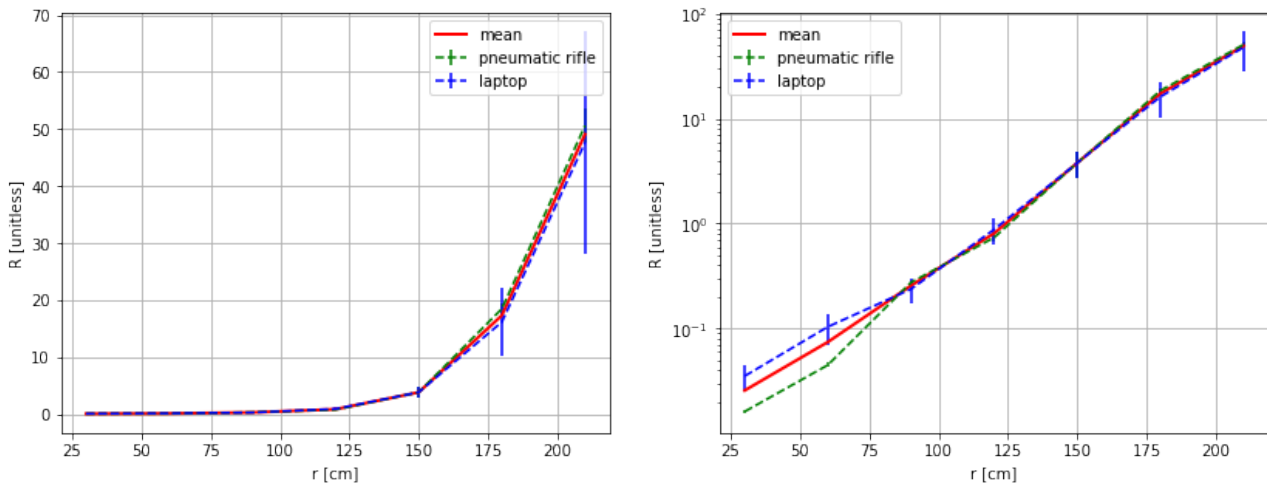 70
60
50
40
30
20
10
0
R [unitless]
25 50 75 100 125 150 175 200
r [cm]
mean
pneumatic rifle
laptop
10²
10¹
10⁰
10⁻¹
R [unitless]
25 50 75 100 125 150 175 200
r [cm]
mean
pneumatic rifle
laptop